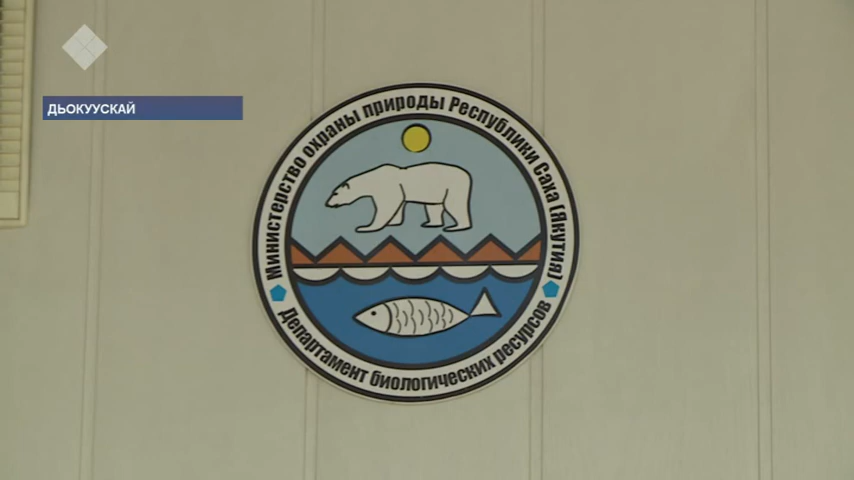 ДЬОКУУСКАЙ
Министерство охраны природы Республики Саха (Якутия)
Департамент биологических ресурсов